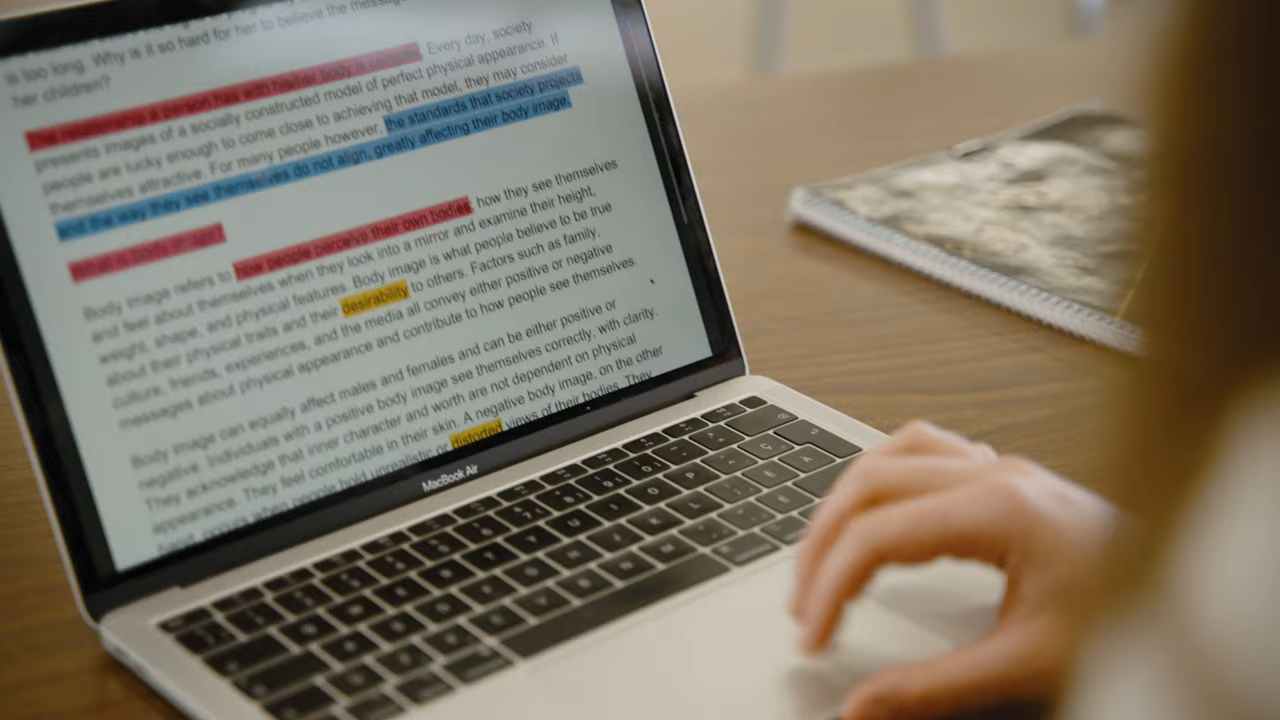 is too long. Why is it so hard for her to believe the message
her children?
The relationship a person has with his/her body is complex. Every day, society
presents images of a socially constructed model of perfect physical appearance. If
people are lucky enough to come close to achieving that model, they may consider
themselves attractive. For many people however, the standards that society projects
and the way they see themselves do not align, greatly affecting their body image.
What is body image?
Body image refers to how people perceive their own bodies, how they see themselves
and feel about themselves when they look into a mirror and examine their height,
weight, shape, and physical features. Body image is what people believe to be true
about their physical traits and their desirability to others. Factors such as family,
culture, friends, experiences, and the media all convey either positive or negative
messages about physical appearance and contribute to how people see themselves.
Body image can equally affect males and females and can be either positive or
negative. Individuals with a positive body image see themselves correctly, with clarity.
They acknowledge that inner character and worth are not dependent on physical
appearance. They feel comfortable in their skin. A negative body image, on the other
hand, occurs when people hold unrealistic or distorted views of their bodies. They
MacBook Air